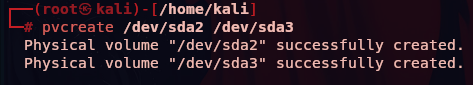 ┌──(root㉿kali)-[/home/kali]
└─# pvcreate /dev/sda2 /dev/sda3
Physical volume "/dev/sda2" successfully created.
Physical volume "/dev/sda3" successfully created.